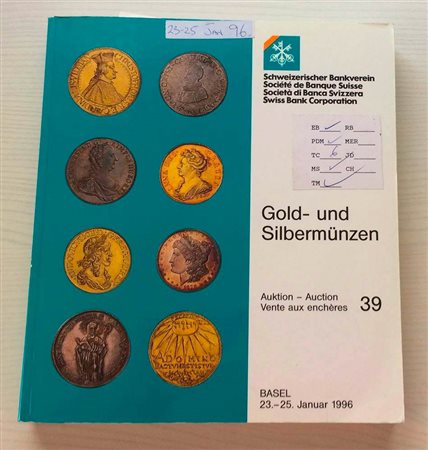 23-25 JAN 96.
Schweizerischer Bankverein
Société de Banque Suisse
Società di Banca Svizzera
Swiss Bank Corporation
EB RB
PDM MER
TC JO
MS CH
TM
Gold- und
Silbermünzen
Auktion – Auction
Vente aux enchères 39
BASEL
23.–25. Januar 1996